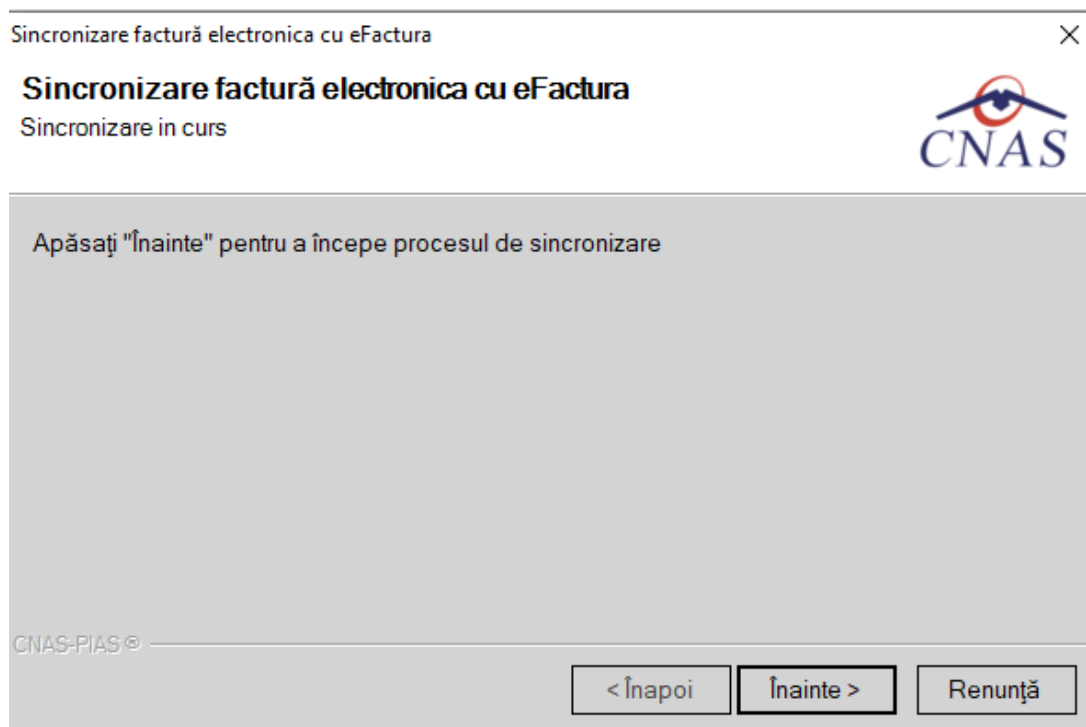 Sincronizare factură electronica cu eFactura
Sincronizare factură electronica cu eFactura
Sincronizare in curs
CNAS
Apăsaţi "Înainte" pentru a începe procesul de sincronizare
CNAS-PIAS ®
< Înapoi
Înainte >
Renunţă